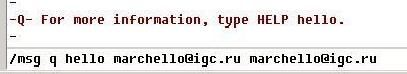 -
-Q- For more information, type HELP hello.
-
/msg q hello marchello@igc.ru marchello@igc.ru